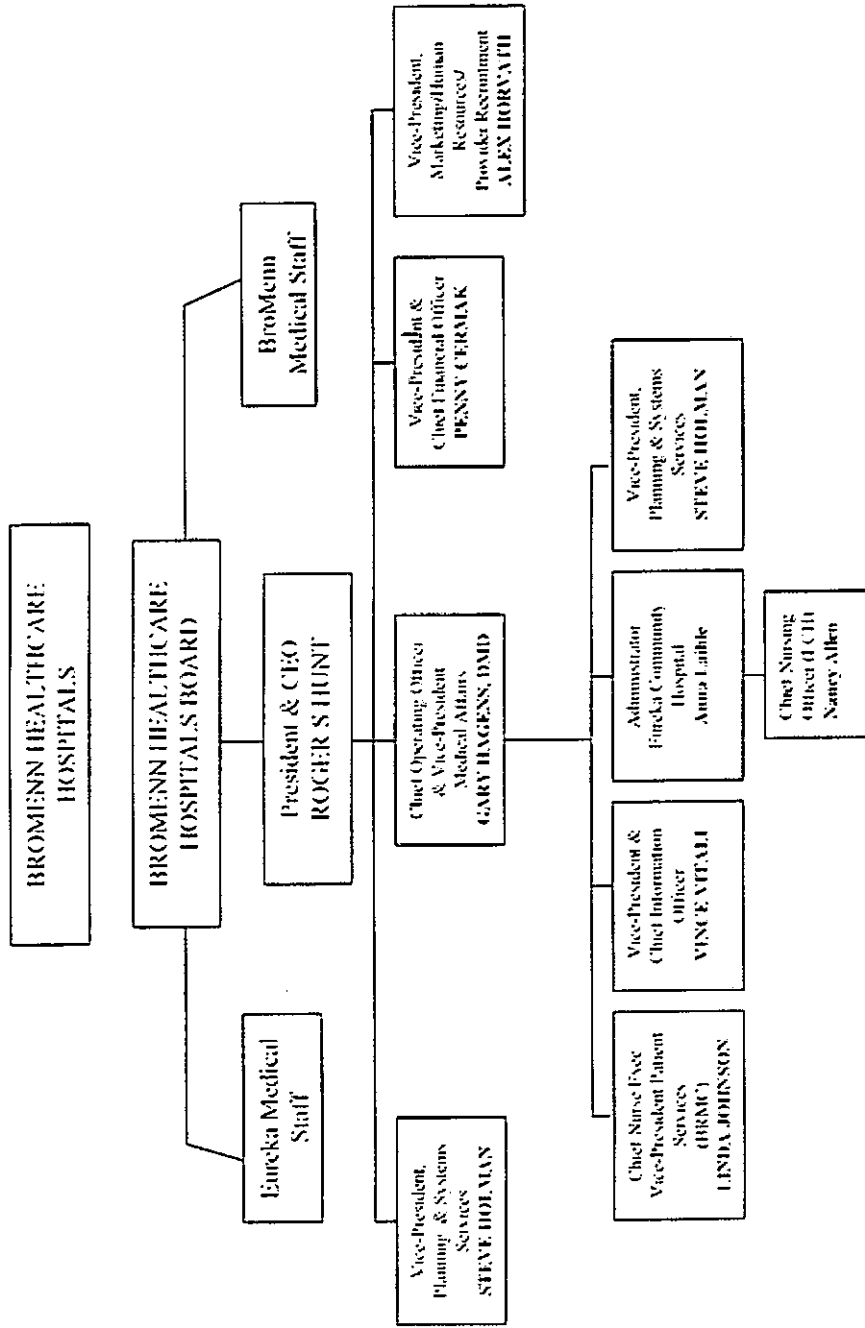 BROMENN HEALTHCARE
HOSPITALS
BROMENN HEALTHCARE
HOSPITALS BOARD
Eureka Medical
Staff
BroMenn
Medical Staff
President & CEO
ROGER S HUNT
Vice-President,
Planning & Systems
Services
STEVE HOLMAN
Chief Operating Officer
& Vice-President
Medical Affairs
GARY HAGENS, DMD
Vice-President &
Chief Financial Officer
PENNY CERMAK
Vice-President,
Marketing/Human
Resources/
Provider Recruitment
ALEX HORVATH
Chief Nurse Exec
Vice-President Patient
Services
(BRMC)
LINDA JOHNSON
Vice-President &
Chief Information
Officer
VINCE VITALI
Administrator
Eureka Community
Hospital
Anna
Vice-President,
Planning & Systems
Services
STEVE HOLMAN
Chief Nursing
Officer (ECH)
Nancy Allen